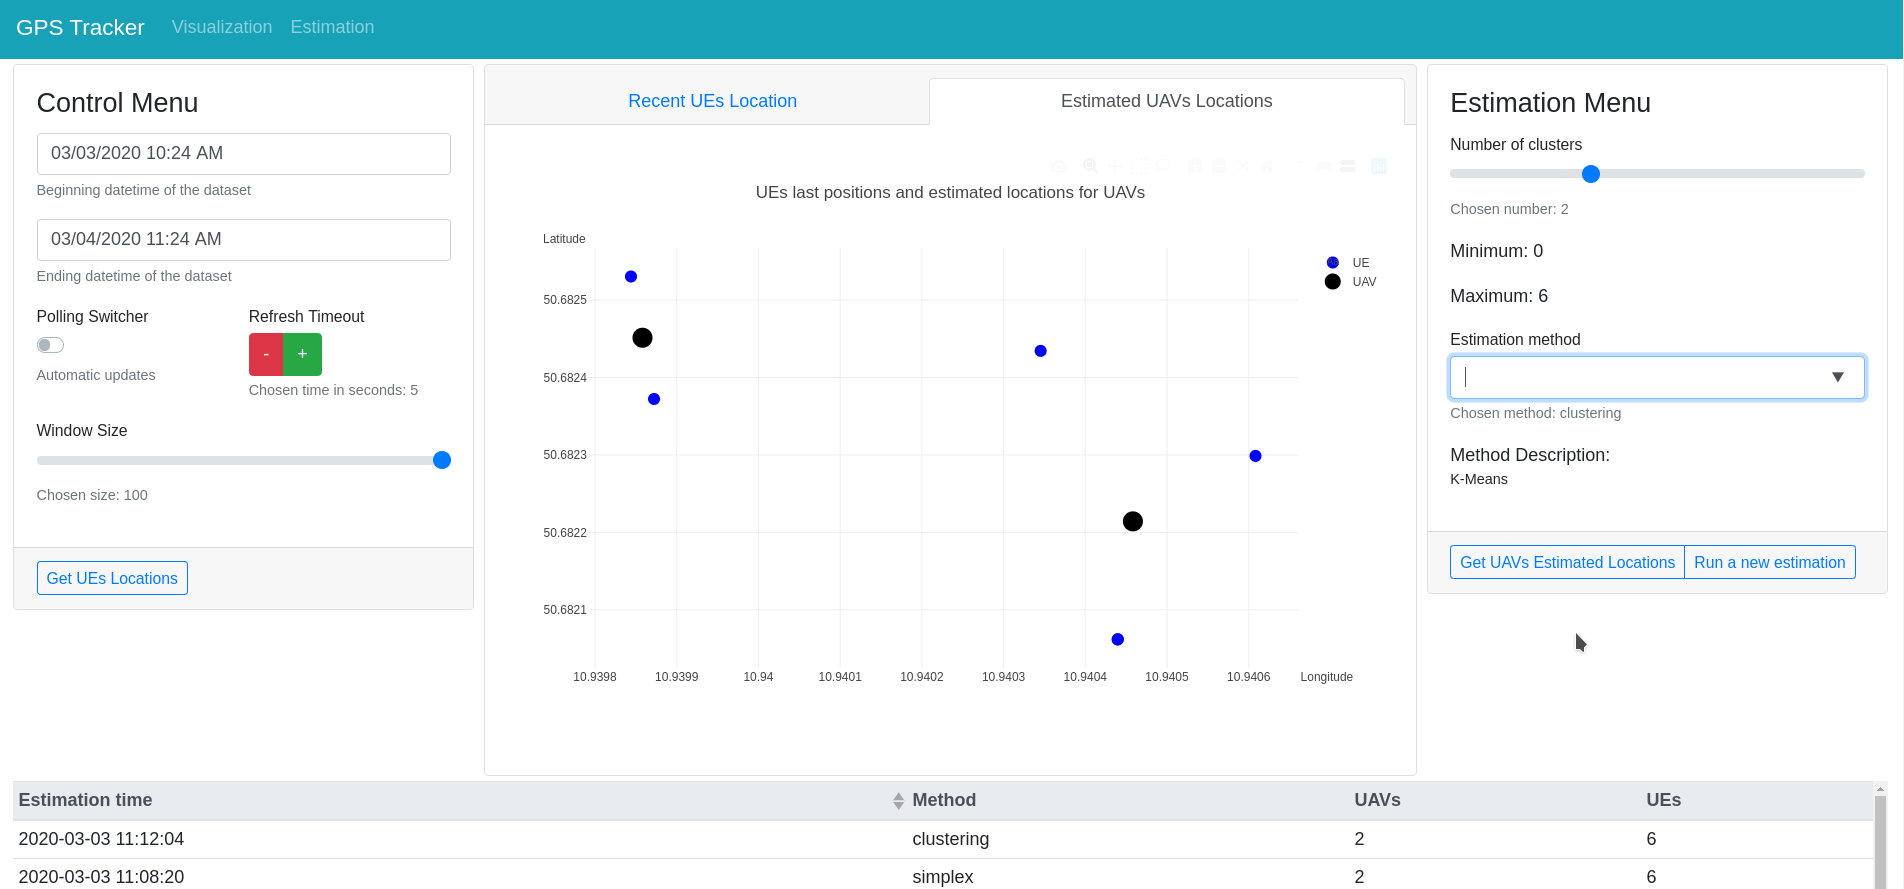 GPS Tracker Visualization Estimation
Control Menu
03/03/2020 10:24 AM
Beginning datetime of the dataset
03/04/2020 11:24 AM
Ending datetime of the dataset
Polling Switcher
Automatic updates
Refresh Timeout
- +
Chosen time in seconds: 5
Window Size
Chosen size: 100
Get UEs Locations
Recent UEs Location
Estimated UAVs Locations
UEs last positions and estimated locations for UAVs
Latitude
50.6825
50.6824
50.6823
50.6822
50.6821
10.9398 10.9399 10.94 10.9401 10.9402 10.9403 10.9404 10.9405 10.9406 Longitude
UE
UAV
Estimation Menu
Number of clusters
Chosen number: 2
Minimum: 0
Maximum: 6
Estimation method
Chosen method: clustering
Method Description:
K-Means
Get UAVs Estimated Locations
Run a new estimation
Estimation time Method UAVs UEs
2020-03-03 11:12:04 clustering 2 6
2020-03-03 11:08:20 simplex 2 6